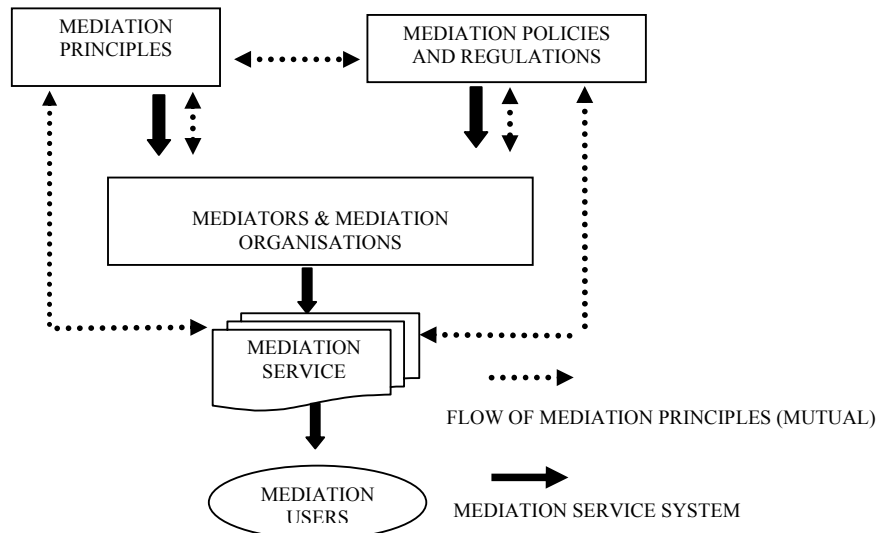 MEDIATION
PRINCIPLES
MEDIATION POLICIES
AND REGULATIONS
MEDIATORS & MEDIATION
ORGANISATIONS
MEDIATION
SERVICE
FLOW OF MEDIATION PRINCIPLES (MUTUAL)
MEDIATION
USERS
MEDIATION SERVICE SYSTEM